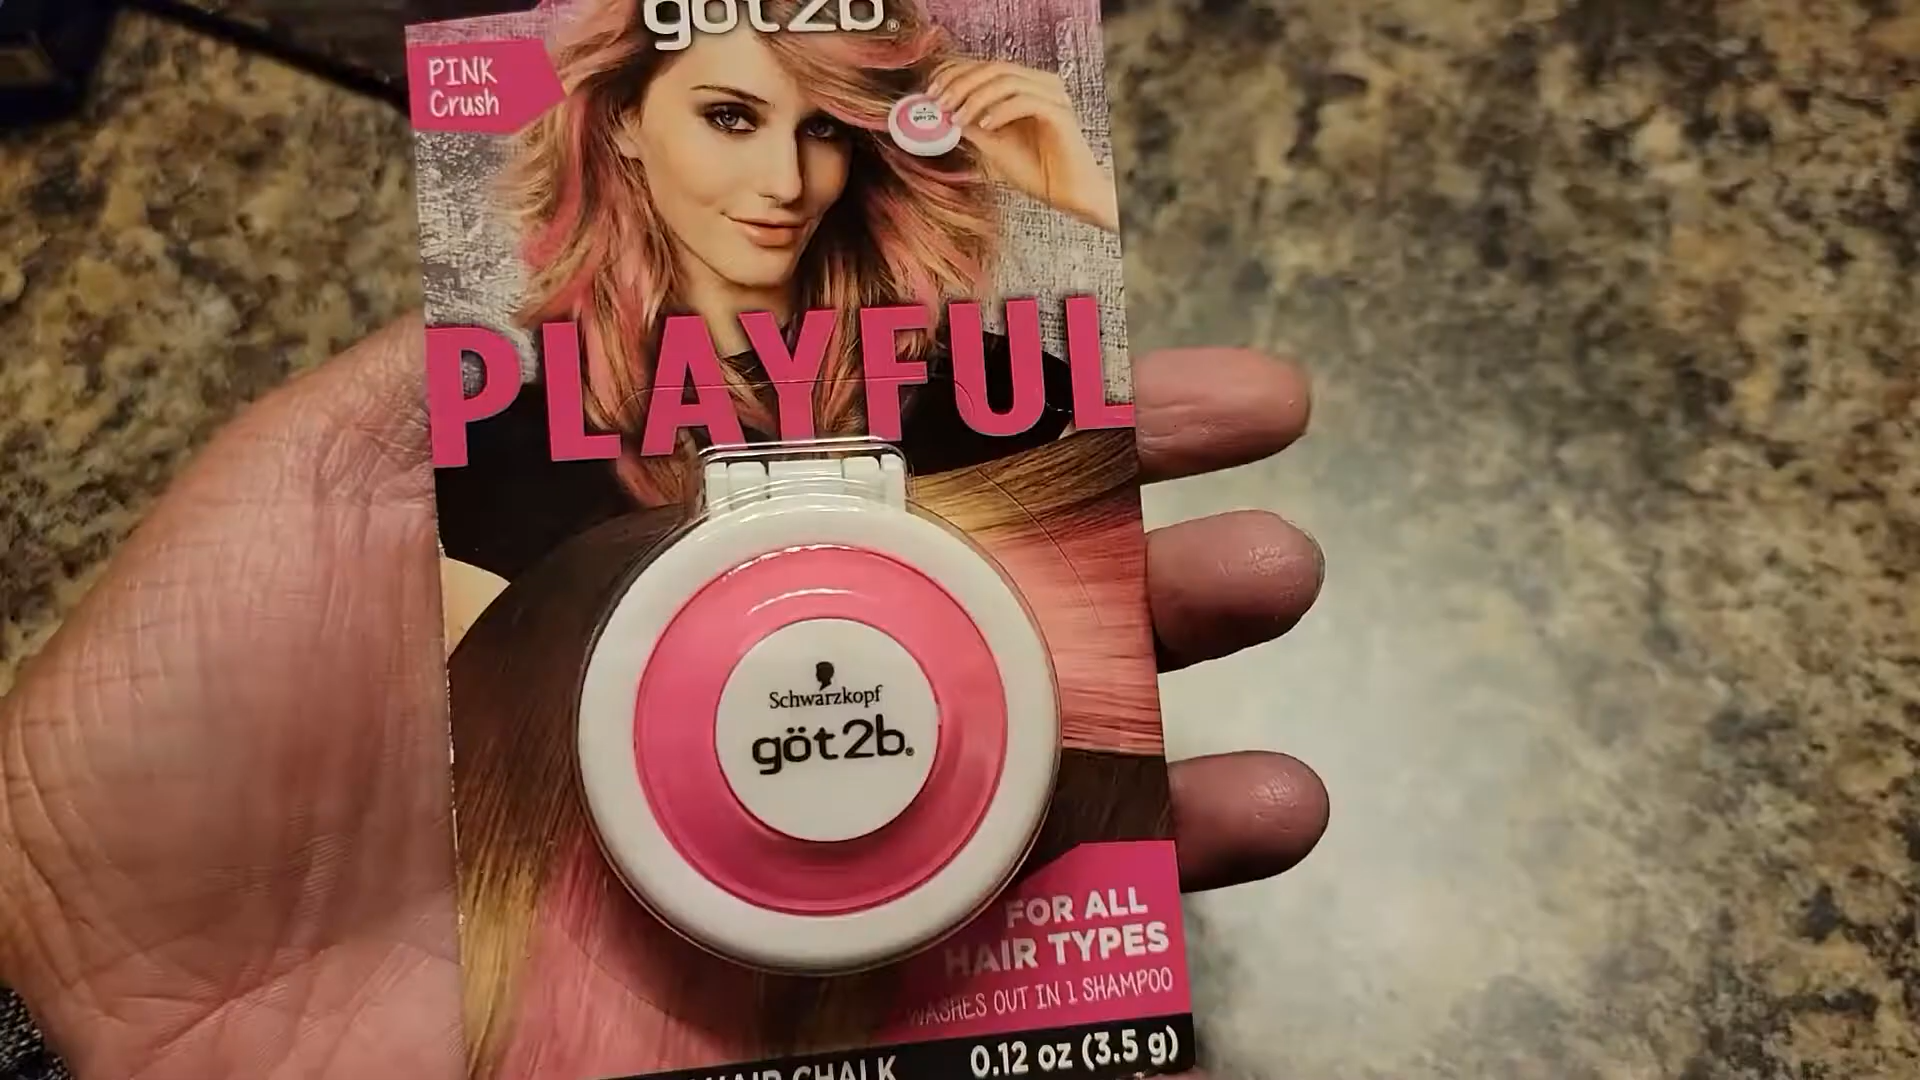 göt2b®
PINK
Crush
göt2b
PLAYFUL
Schwarzkopf
göt2b®
FOR ALL
HAIR TYPES
WASHES OUT IN 1 SHAMPOO
HAIR CHALK 0.12 oz (3.5 g)